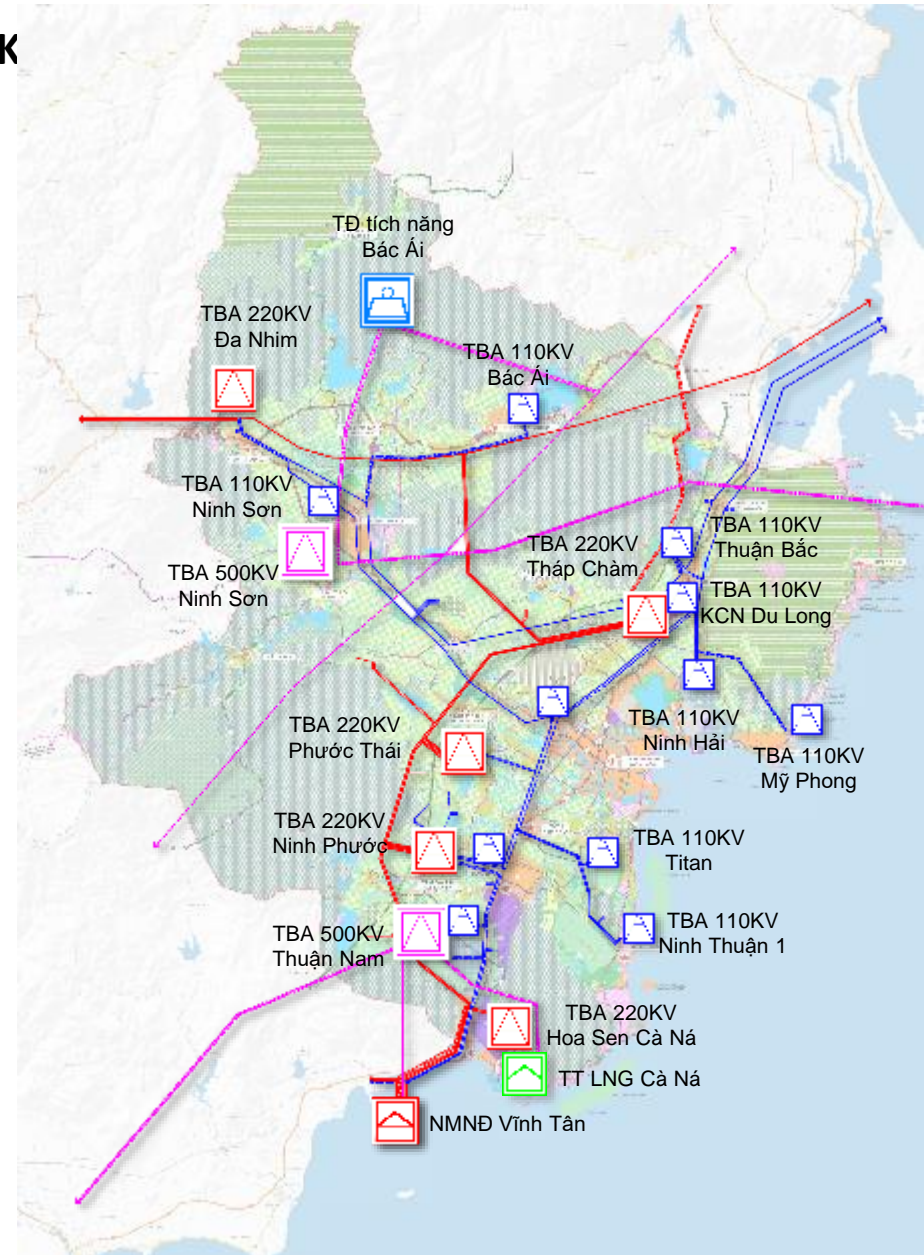 K
TĐ tích năng
Bác Ái
TBA 220KV
Đa Nhim
TBA 110KV
Bác Ái
TBA 110KV
Ninh Sơn
TBA 500KV
Ninh Sơn
TBA 220KV
Tháp Chàm
TBA 110KV
Thuận Bắc
TBA 110KV
KCN Du Long
TBA 110KV
Ninh Hải
TBA 110KV
Mỹ Phong
TBA 220KV
Phước Thái
TBA 220KV
Ninh Phước
TBA 110KV
Titan
TBA 500KV
Thuận Nam
TBA 110KV
Ninh Thuận 1
TBA 220KV
Hoa Sen Cà Ná
TT LNG Cà Ná
NMNĐ Vĩnh Tân